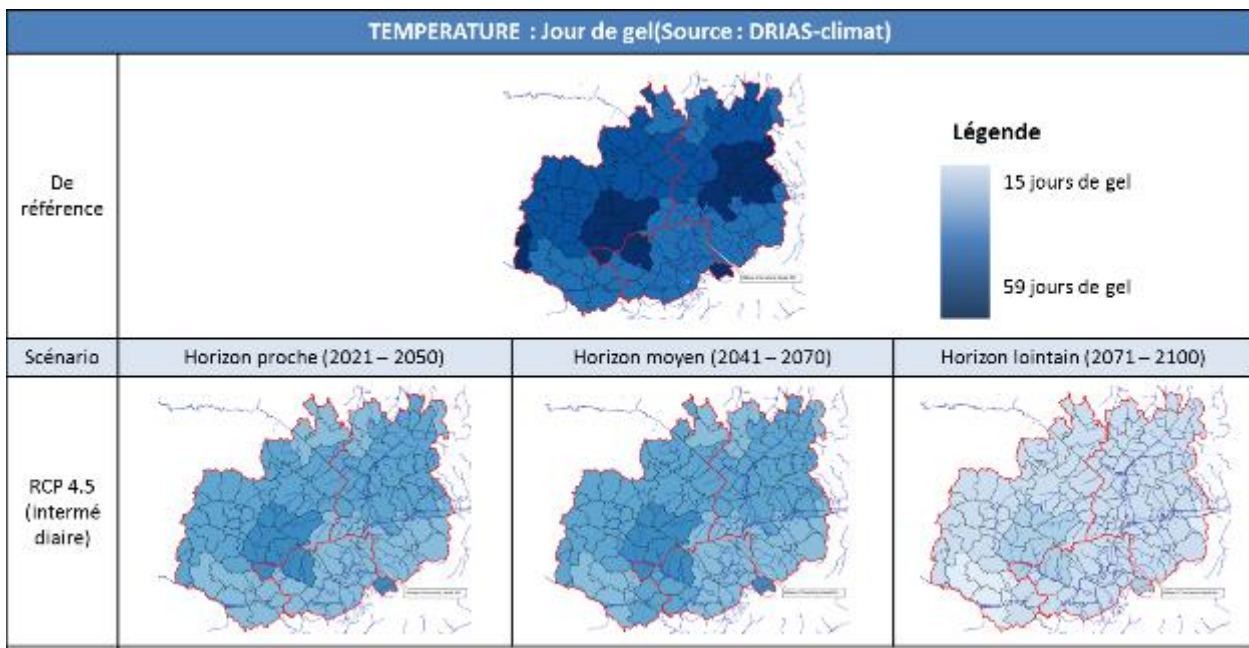 TEMPERATURE : Jour de gel(Source : DRIAS-climat)
De
référence
Légende
15 jours de gel
59 jours de gel
Scénario
Horizon proche (2021 – 2050)
Horizon moyen (2041 – 2070)
Horizon lointain (2071 – 2100)
RCP 4.5
(intermé
diaire)